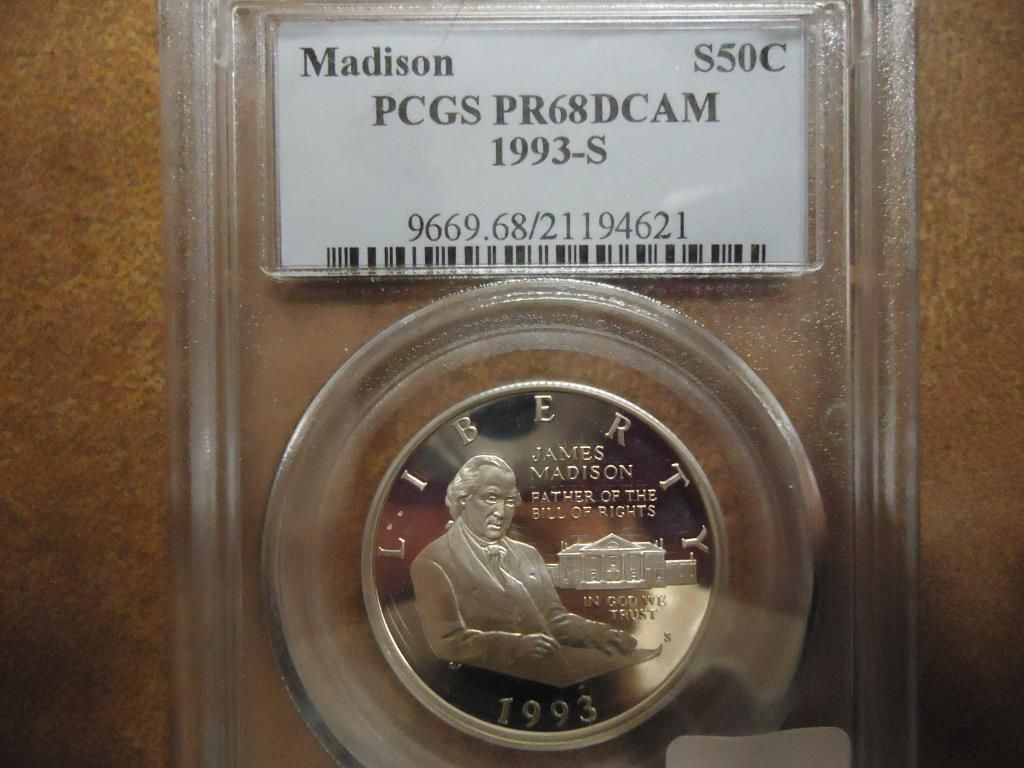 Madison S50C
PCGS PR68DCAM
1993-S
9669.68/21194621
LIBERTY
JAMES
MADISON
FATHER OF THE
BILL OF RIGHTS
IN GOD WE
TRUST
S
1993